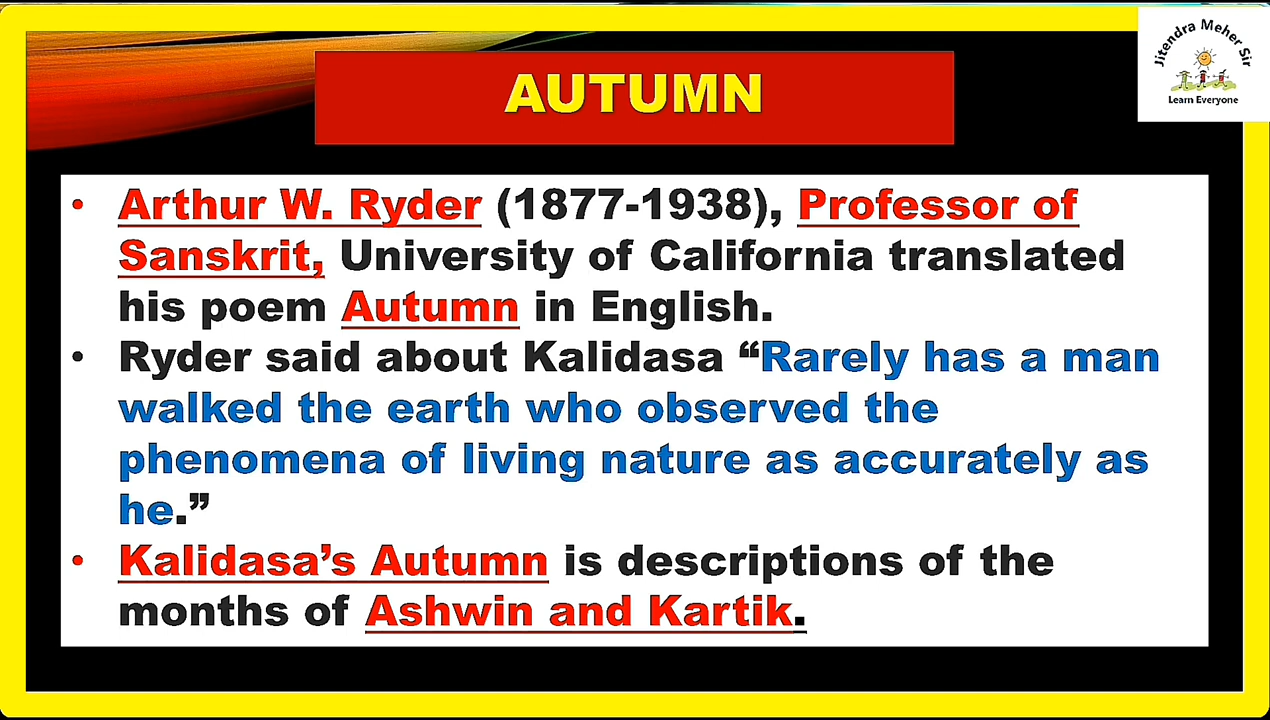 Jitendra Meher Sir
Learn Everyone
AUTUMN
• Arthur W. Ryder (1877-1938), Professor of
Sanskrit, University of California translated
his poem Autumn in English.
• Ryder said about Kalidasa “Rarely has a man
walked the earth who observed the
phenomena of living nature as accurately as
he.”
• Kalidasa’s Autumn is descriptions of the
months of Ashwin and Kartik.